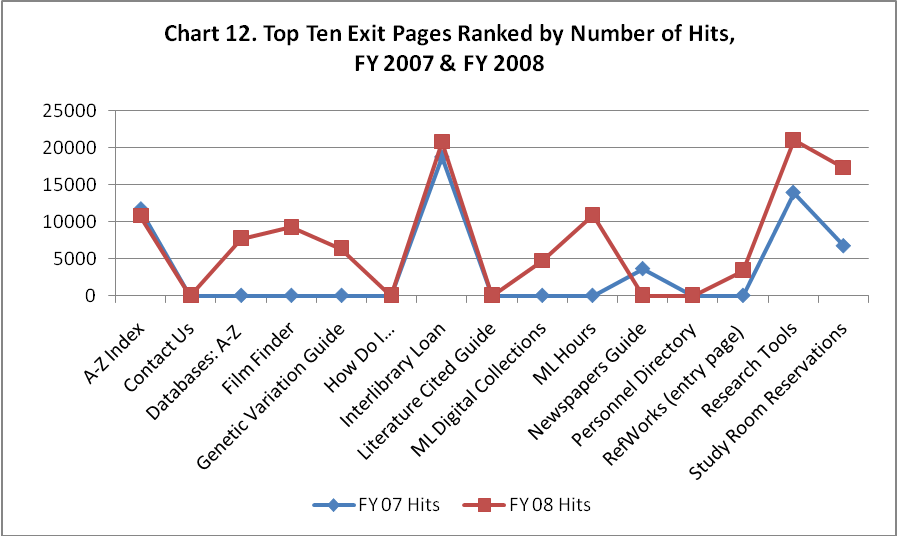 Chart 12. Top Ten Exit Pages Ranked by Number of Hits,
FY 2007 & FY 2008
25000
20000
15000
10000
5000
0
A-Z Index
Contact Us
Databases: A-Z
Film Finder
Genetic Variation Guide
How Do I...
Interlibrary Loan
Literature Cited Guide
ML Digital Collections
ML Hours
Newspapers Guide
Personnel Directory
RefWorks (entry page)
Research Tools
Study Room Reservations
FY 07 Hits
FY 08 Hits